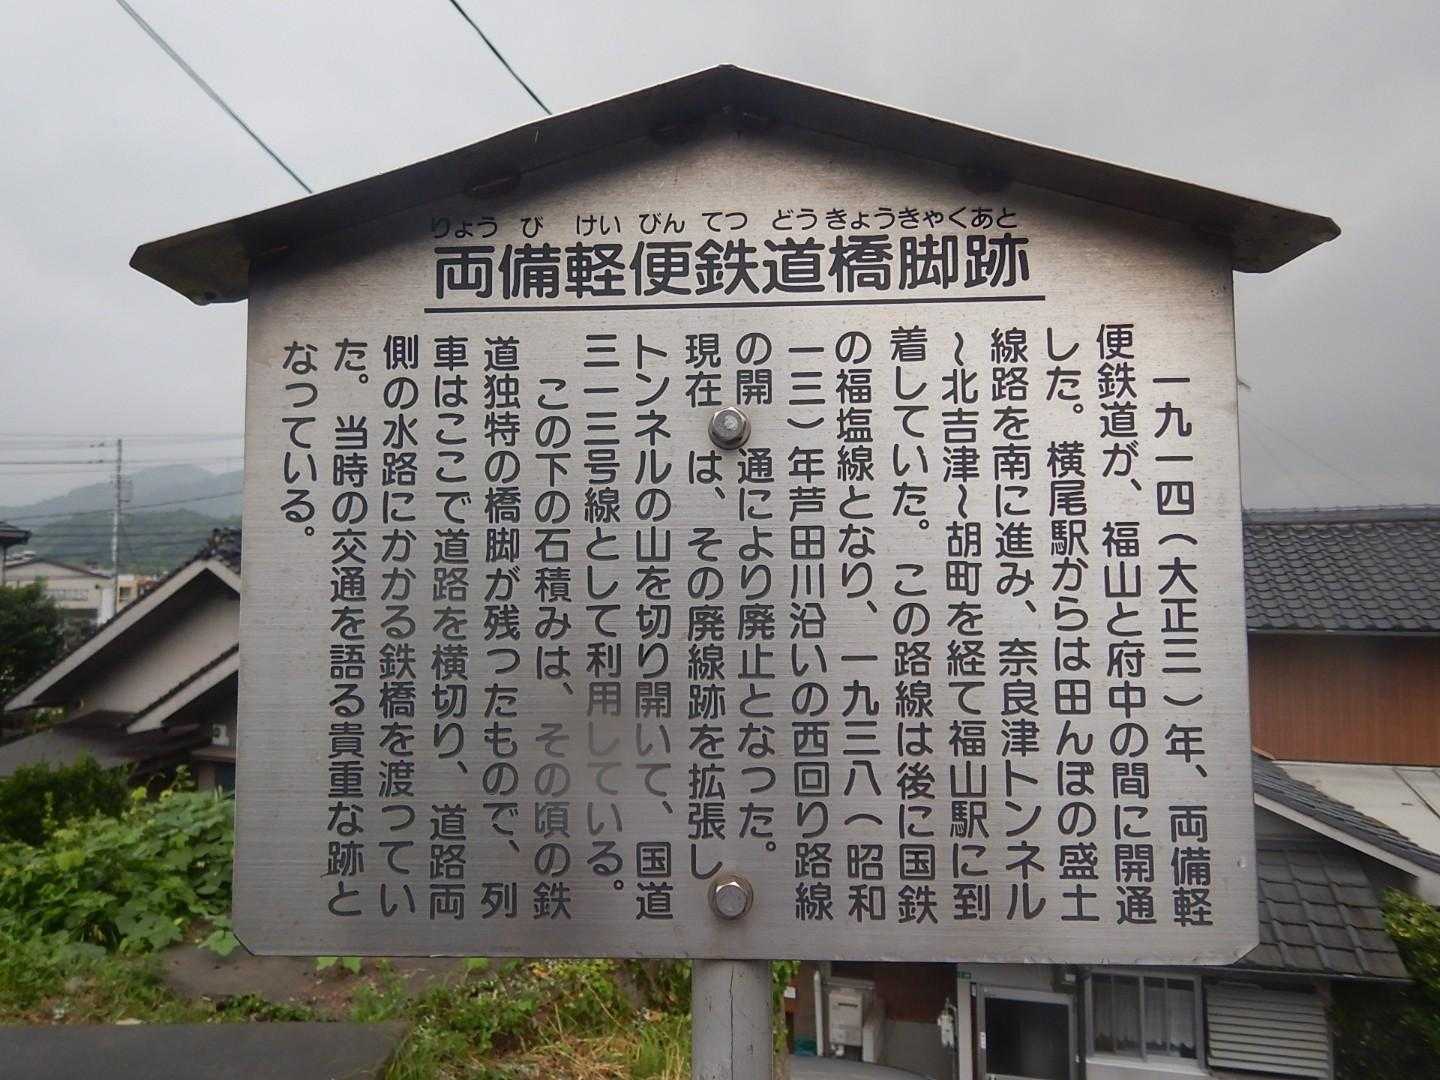 りょうびけいびんてつどうきょうきゃくあと
両備軽便鉄道橋脚跡
一九一四(大正三)年、両備軽
便鉄道が、福山と府中の間に開通
した。横尾駅からは田んぼの盛土
線路を南に進み、奈良津トンネル
〜北吉津〜胡町を経て福山駅に到
着していた。この路線は後に国鉄
の福塩線となり、一九三八(昭和
一三)年芦田川沿いの西回り路線
の開通により廃止となった。
現在は、その廃線跡を拡張し
トンネルの山を切り開いて、国道
三一三号線として利用している。
この下の石積みは、その頃の鉄
道独特の橋脚が残ったもので、列
車はここで道路を横切り、道路両
側の水路にかかる鉄橋を渡ってい
た。当時の交通を語る貴重な跡と
なっている。